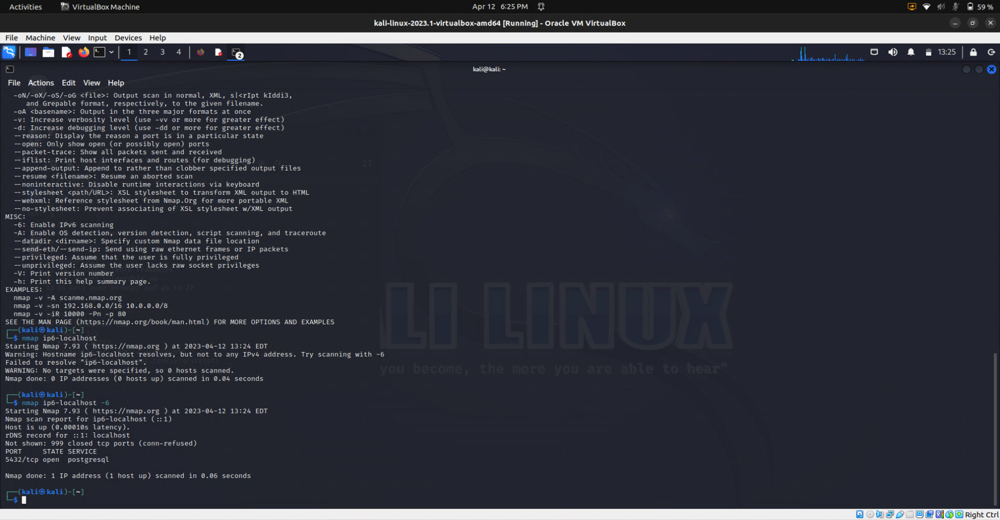 Activities
VirtualBox Machine
Apr 12 6:25 PM
59 %
kali-linux-2023.1-virtualbox-amd64 [Running] - Oracle VM VirtualBox
File Machine View Input Devices Help
1 2 3 4 2
13:25
kali@kali: ~
File Actions Edit View Help
-oN/-oX/-oS/-oG <file>: Output scan in normal, XML, s|<rIpt kIddi3,
and Grepable format, respectively, to the given filename.
-oA <basename>: Output in the three major formats at once
-v: Increase verbosity level (use -vv or more for greater effect)
-d: Increase debugging level (use -dd or more for greater effect)
--reason: Display the reason a port is in a particular state
--open: Only show open (or possibly open) ports
--packet-trace: Show all packets sent and received
--iflist: Print host interfaces and routes (for debugging)
--append-output: Append to rather than clobber specified output files
--resume <filename>: Resume an aborted scan
--noninteractive: Disable runtime interactions via keyboard
--stylesheet <path/URL>: XSL stylesheet to transform XML output to HTML
--webxml: Reference stylesheet from Nmap.Org for more portable XML
--no-stylesheet: Prevent associating of XSL stylesheet w/XML output
MISC:
-6: Enable IPv6 scanning
-A: Enable OS detection, version detection, script scanning, and traceroute
--datadir <dirname>: Specify custom Nmap data file location
--send-eth/--send-ip: Send using raw ethernet frames or IP packets
--privileged: Assume that the user is fully privileged
--unprivileged: Assume the user lacks raw socket privileges
-V: Print version number
-h: Print this help summary page.
EXAMPLES:
nmap -v -A scanme.nmap.org
nmap -v -sn 192.168.0.0/16 10.0.0.0/8
nmap -v -iR 10000 -Pn -p 80
SEE THE MAN PAGE (https://nmap.org/book/man.html) FOR MORE OPTIONS AND EXAMPLES
┌──(kali㉿kali)-[~]
└─$ nmap ip6-localhost
Starting Nmap 7.93 ( https://nmap.org ) at 2023-04-12 13:24 EDT
Warning: Hostname ip6-localhost resolves, but not to any IPv4 address. Try scanning with -6
Failed to resolve "ip6-localhost".
WARNING: No targets were specified, so 0 hosts scanned.
Nmap done: 0 IP addresses (0 hosts up) scanned in 0.04 seconds
┌──(kali㉿kali)-[~]
└─$ nmap ip6-localhost -6
Starting Nmap 7.93 ( https://nmap.org ) at 2023-04-12 13:24 EDT
Nmap scan report for ip6-localhost (::1)
Host is up (0.00010s latency).
rDNS record for ::1: localhost
Not shown: 999 closed tcp ports (conn-refused)
PORT     STATE SERVICE
5432/tcp open  postgresql
Nmap done: 1 IP address (1 host up) scanned in 0.06 seconds
┌──(kali㉿kali)-[~]
└─$
LI LINUX
you become, the more you are able to hear"
Right Ctrl